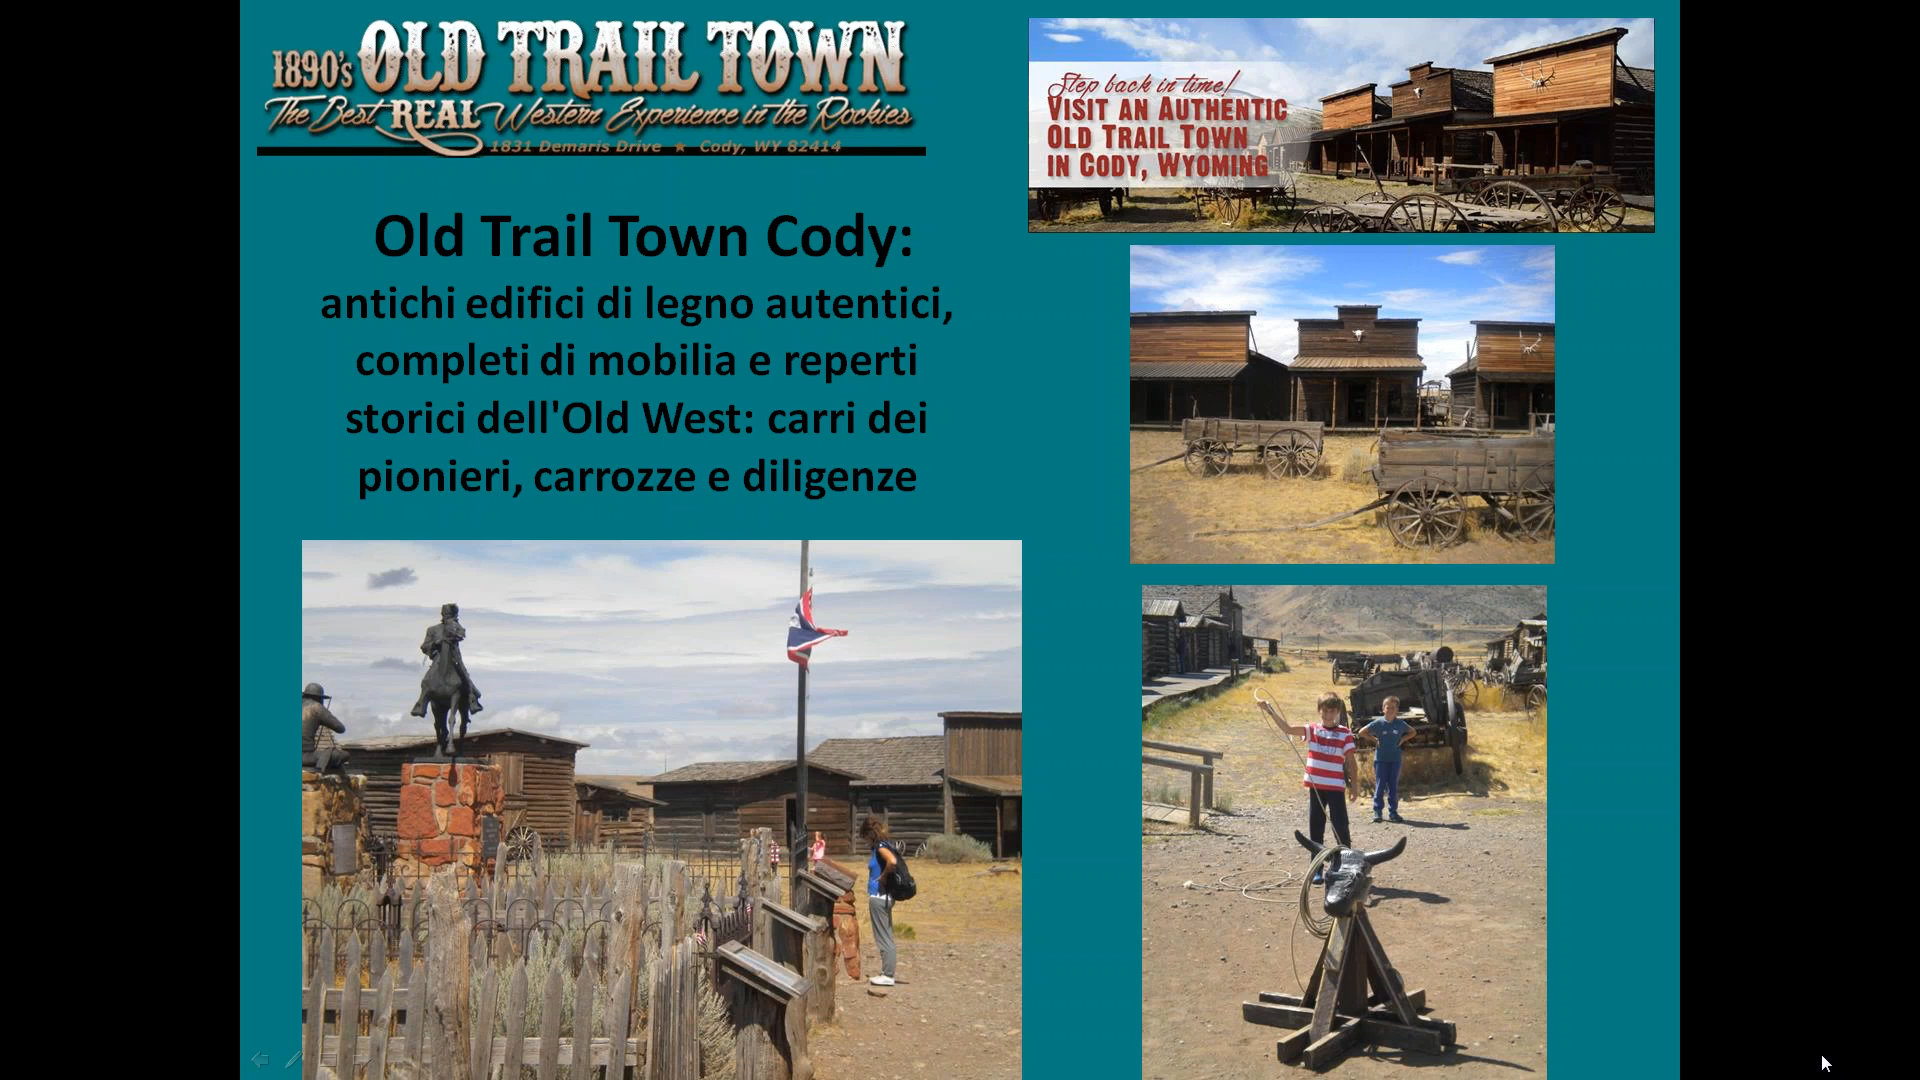 1890's OLD TRAIL TOWN
The Best REAL Western Experience in the Rockies
1831 Demaris Drive ★ Cody, WY 82414
Step back in time!
VISIT AN AUTHENTIC
OLD TRAIL TOWN
IN CODY, WYOMING
Old Trail Town Cody:
antichi edifici di legno autentici,
completi di mobilia e reperti
storici dell'Old West: carri dei
pionieri, carrozze e diligenze